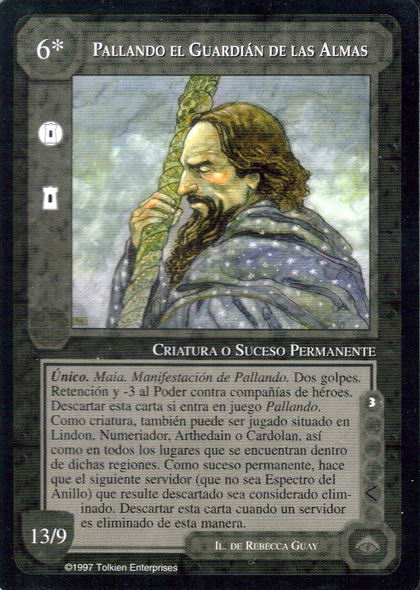 6*
PALLANDO EL GUARDIÁN DE LAS ALMAS
CRIATURA O SUCESO PERMANENTE
Único. Maia. Manifestación de Pallando. Dos golpes.
Retención y -3 al Poder contra compañías de héroes.
Descartar esta carta si entra en juego Pallando.
Como criatura, también puede ser jugado situado en
Lindon, Numeriador, Arthedain o Cardolan, así
como en todos los lugares que se encuentran dentro
de dichas regiones. Como suceso permanente, hace
que el siguiente servidor (que no sea Espectro del
Anillo) que resulte descartado sea considerado elim-
inado. Descartar esta carta cuando un servidor
es eliminado de esta manera.
3
13/9
IL. DE REBECCA GUAY
©1997 Tolkien Enterprises